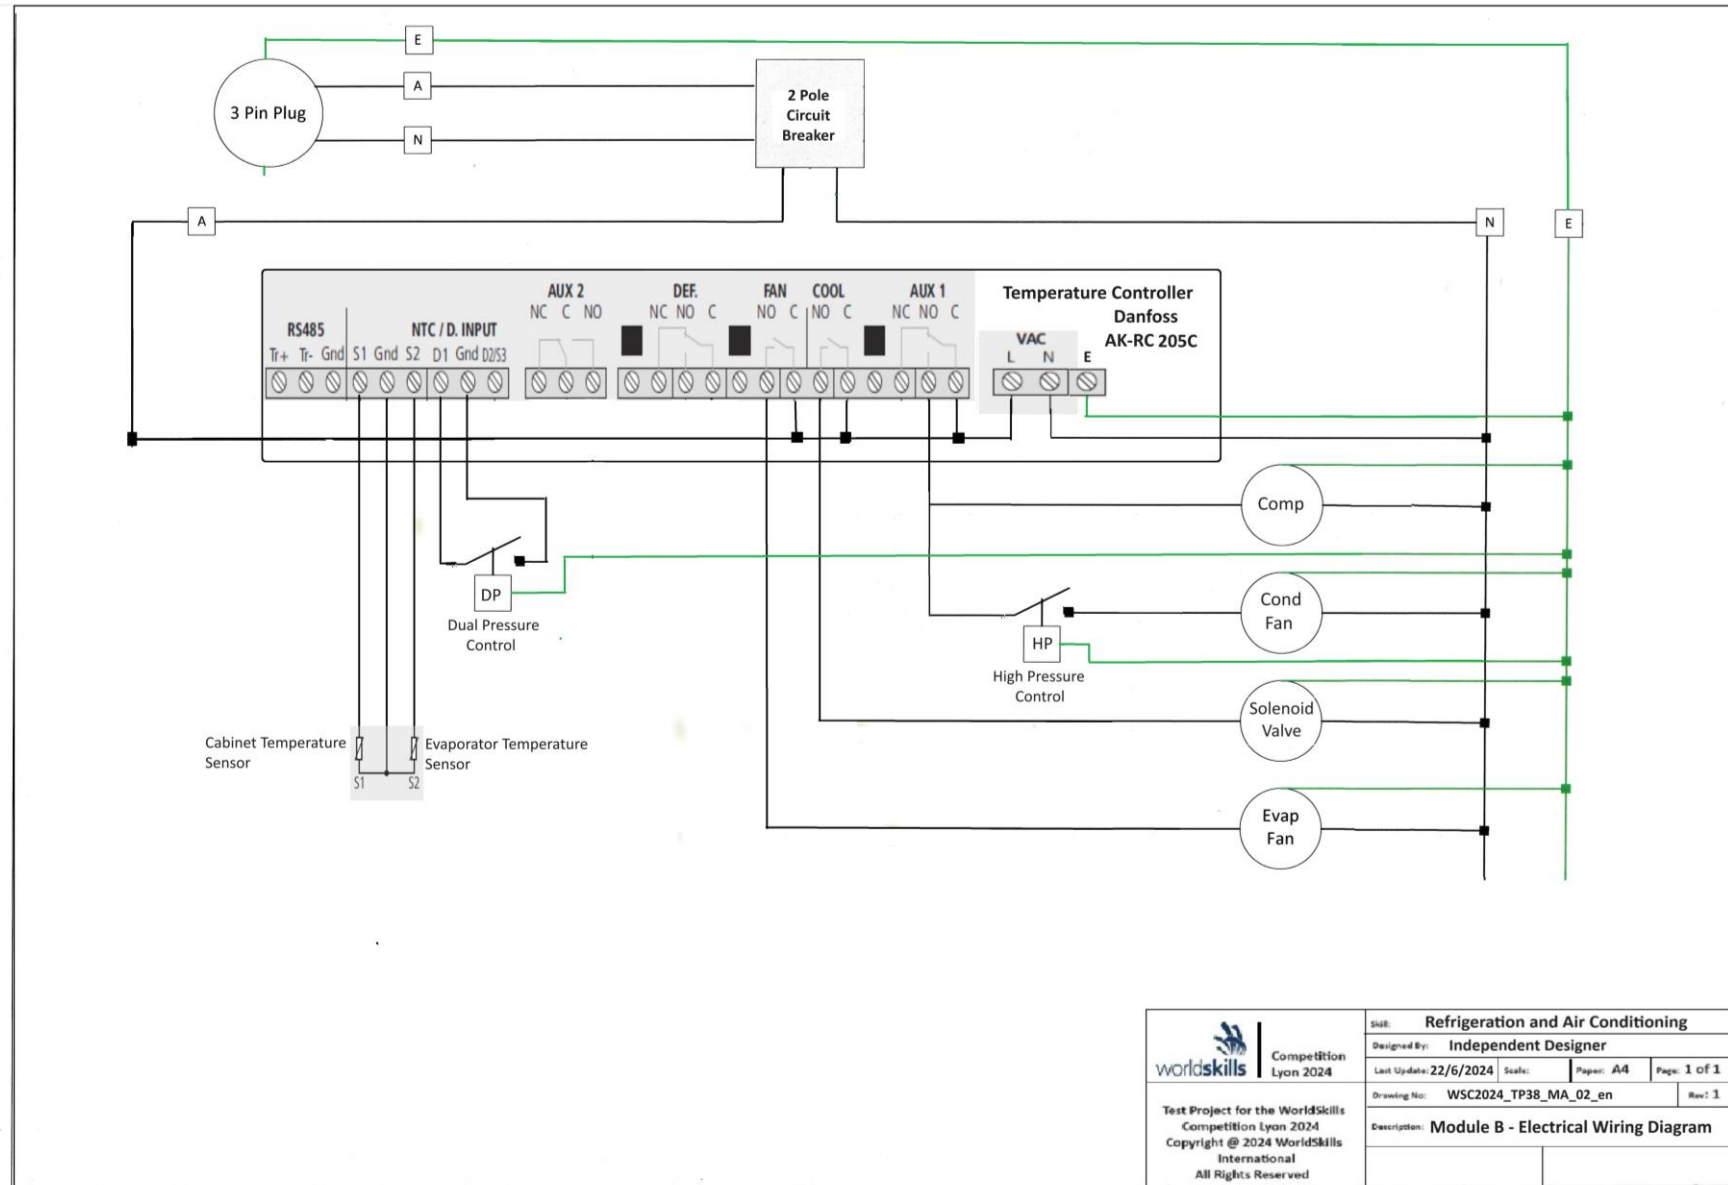 E
A
3 Pin Plug
N
2 Pole
Circuit
Breaker
A
N
E
AUX 2
NC C NO
DEF.
NC NO C
FAN
NO C
COOL
NO C
AUX 1
NC NO C
Temperature Controller
Danfoss
AK-RC 205C
RS485
NTC / D. INPUT
Tr+ Tr- Gnd S1 Gnd S2 D1 Gnd D2/S3
VAC
L N E
Comp
DP
Dual Pressure
Control
Cond
Fan
HP
High Pressure
Control
Solenoid
Valve
Cabinet Temperature
Sensor
Evaporator Temperature
Sensor
S1 S2
Evap
Fan
worldskills
Competition
Lyon 2024
Test Project for the WorldSkills
Competition Lyon 2024
Copyright @ 2024 WorldSkills
International
All Rights Reserved
Skill: Refrigeration and Air Conditioning
Designed By: Independent Designer
Last Update: 22/6/2024 Scale: Paper: A4 Page: 1 of 1
Drawing No: WSC2024_TP38_MA_02_en Rev: 1
Description: Module B - Electrical Wiring Diagram